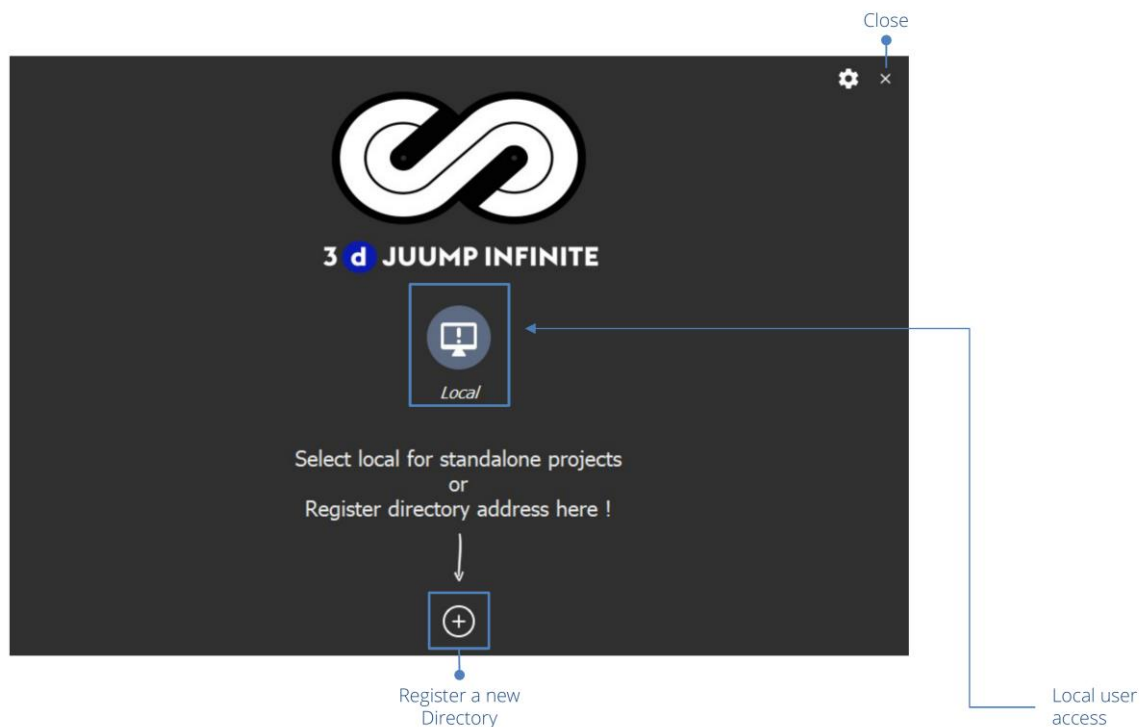 Close
3 d JUUMP INFINITE
Local
Select local for standalone projects
or
Register directory address here !
Register a new
Directory
Local user
access